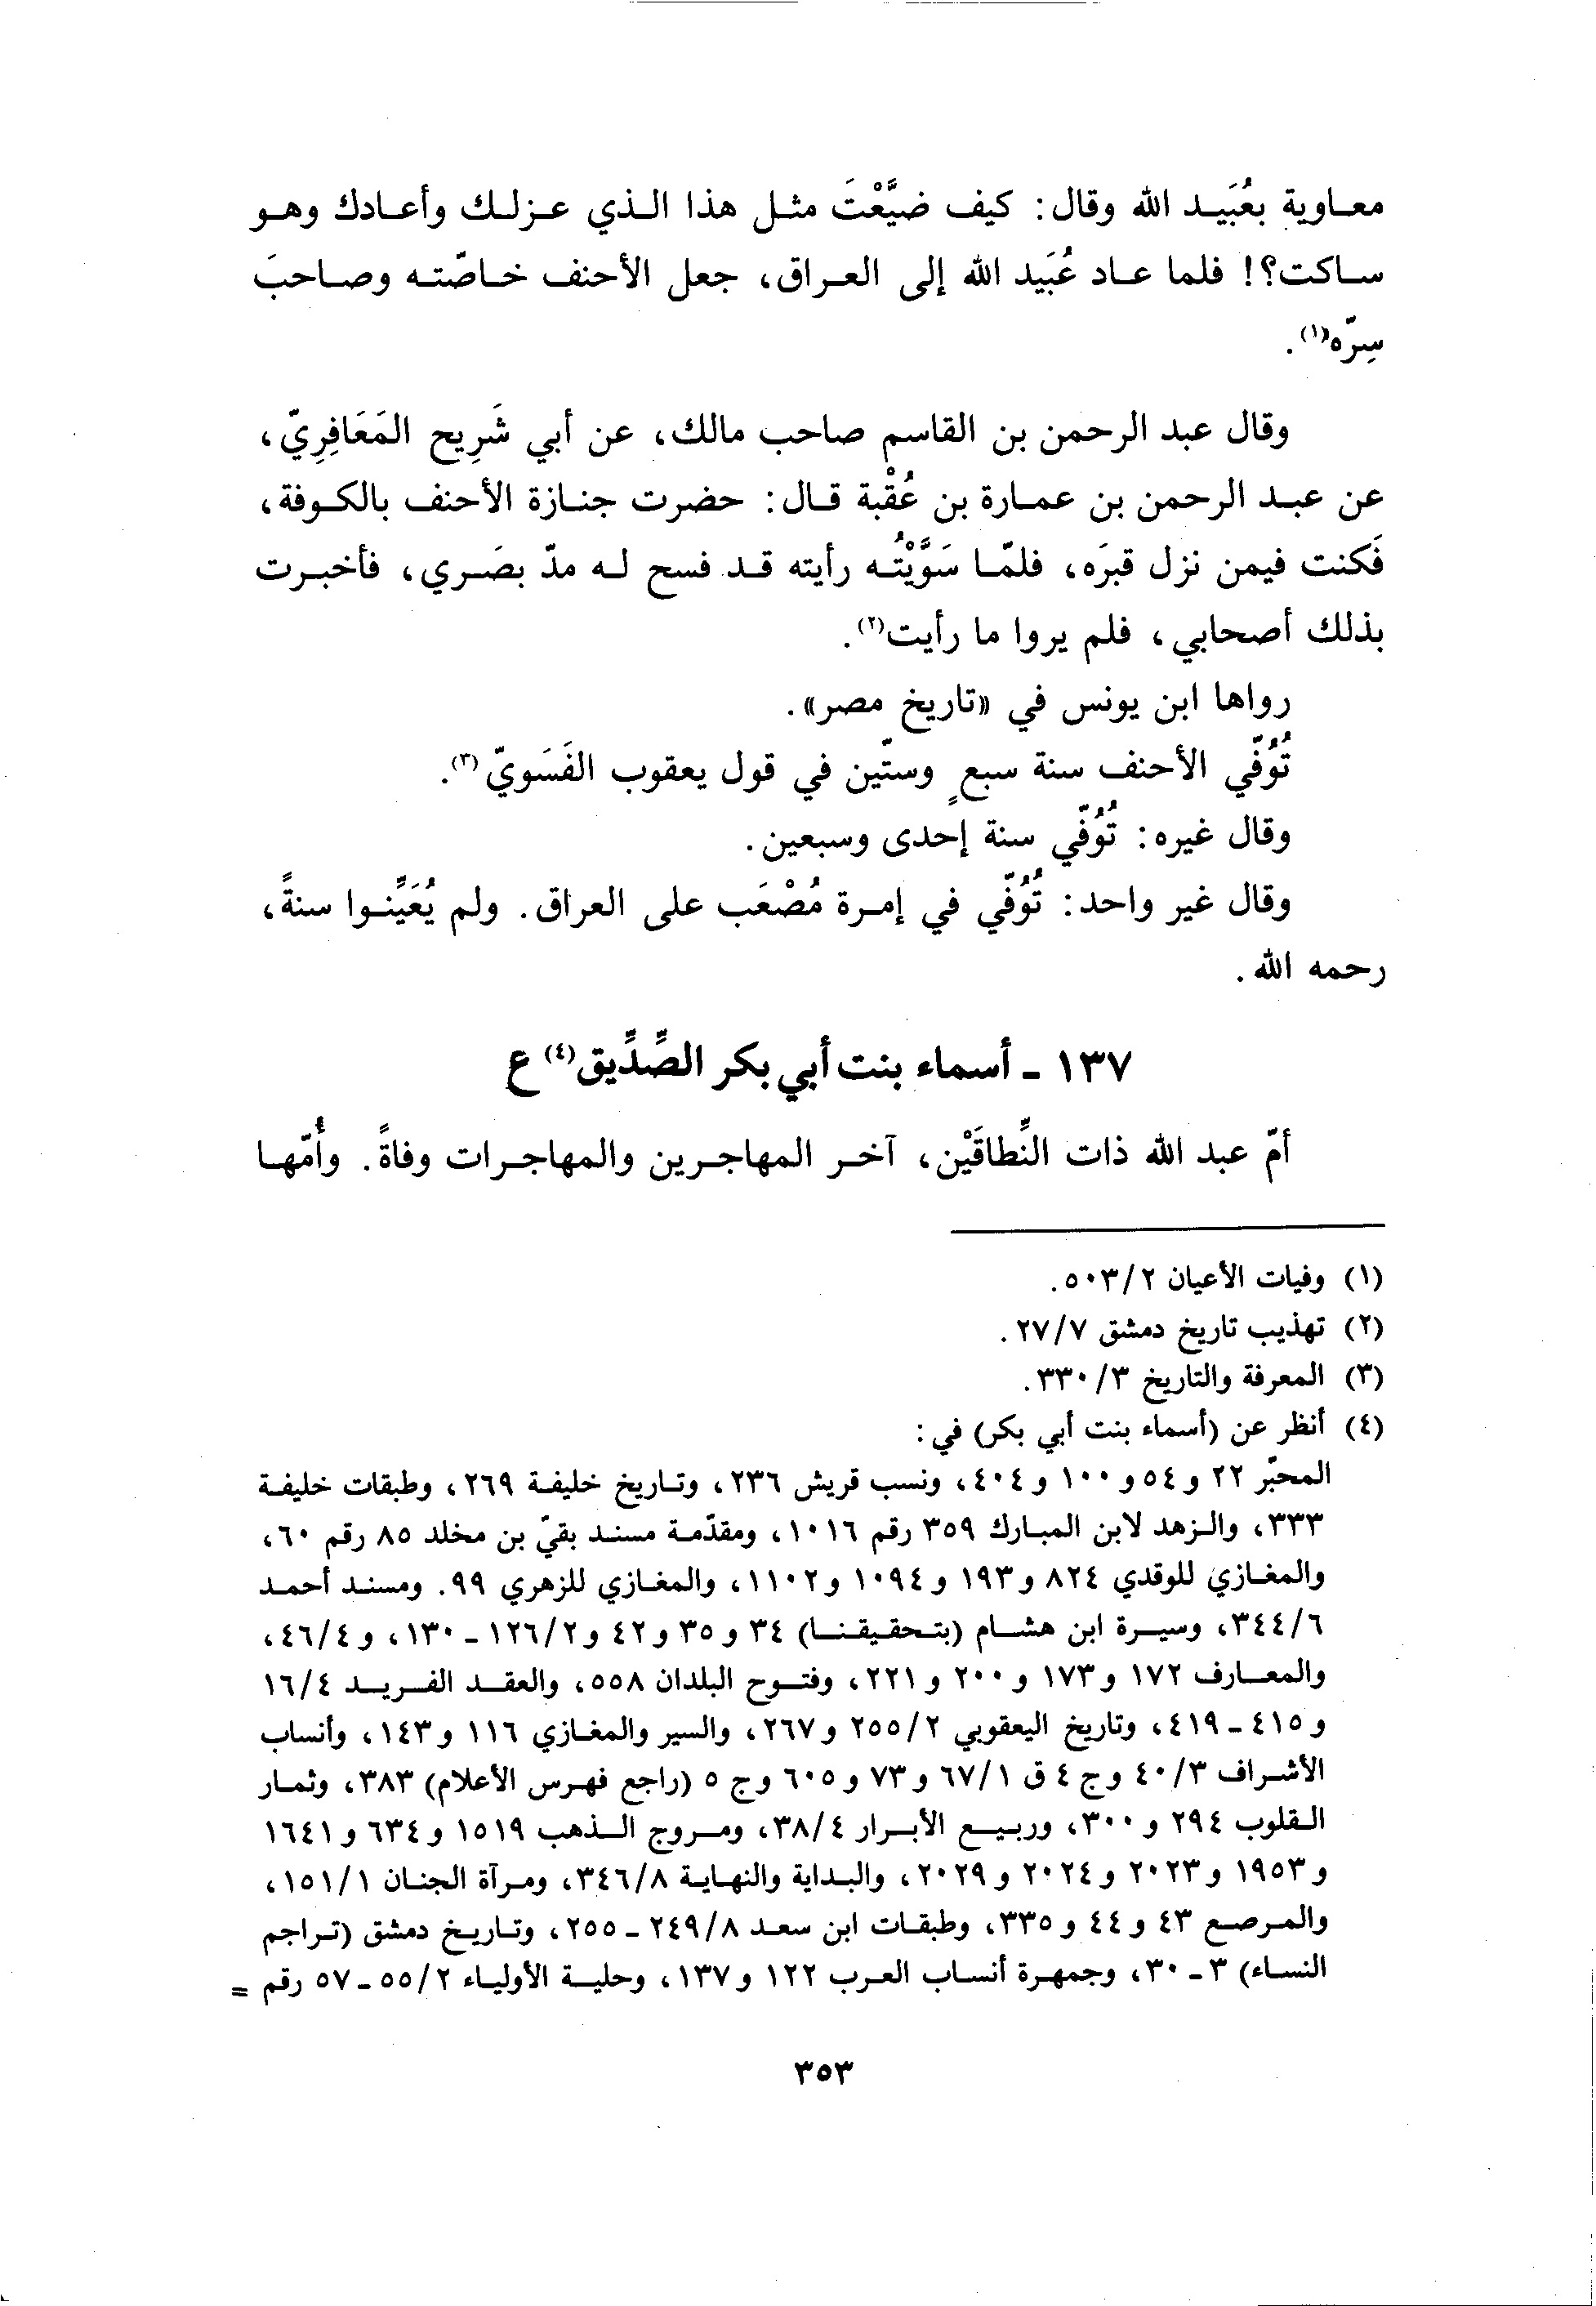 معاوية بعُبَيد الله وقال: كيف ضيَّعْتَ مثل هذا الذي عزلك وأعادك وهو
ساكت؟! فلما عاد عُبَيد الله إلى العراق، جعل الأحنف خاصّته وصاحبَ
سِرّه(١).
وقال عبد الرحمن بن القاسم صاحب مالك، عن أبي شَرِيح المَعَافِرِيّ،
عن عبد الرحمن بن عمارة بن عُقْبة قال: حضرت جنازة الأحنف بالكوفة،
فَكنت فيمن نزل قبرَه، فلمّا سَوَّيْتُه رأيته قد فسح له مدّ بصَري، فأخبرت
بذلك أصحابي، فلم يروا ما رأيت(٢).
رواها ابن يونس في «تاريخ مصر».
تُوُفّي الأحنف سنة سبعٍ وستّين في قول يعقوب الفَسَويّ(٣).
وقال غيره: تُوُفّي سنة إحدى وسبعين.
وقال غير واحد: تُوُفّي في إمرة مُصْعَب على العراق. ولم يُعَيِّنوا سنةً،
رحمه الله.
١٣٧ - أسماء بنت أبي بكر الصِّدِّيق(٤) ع
أمّ عبد الله ذات النِّطاقَيْن، آخر المهاجرين والمهاجرات وفاةً. وأُمّها
(١) وفيات الأعيان ٢/٥٠٣.
(٢) تهذيب تاريخ دمشق ٧/٢٧.
(٣) المعرفة والتاريخ ٣/٣٣٠.
(٤) أنظر عن (أسماء بنت أبي بكر) في:
المحبّر ٢٢ و٥٤ و١٠٠ و٤٠٤، ونسب قريش ٢٣٦، وتاريخ خليفة ٢٦٩، وطبقات خليفة
٣٣٣، والزهد لابن المبارك ٣٥٩ رقم ١٠١٦، ومقدّمة مسند بقيّ بن مخلد ٨٥ رقم ٦٠،
والمغازي للوقدي ٨٢٤ و١٩٣ و١٠٩٤ و١١٠٢، والمغازي للزهري ٩٩. ومسند أحمد
٦/٣٤٤، وسيرة ابن هشام (بتحقيقنا) ٣٤ و٣٥ و٤٢ و٢/١٢٦ - ١٣٠، و٤/٤٦،
والمعارف ١٧٢ و١٧٣ و٢٠٠ و٢٢١، وفتوح البلدان ٥٥٨، والعقد الفريد ٤/١٦
و٤١٥ - ٤١٩، وتاريخ اليعقوبي ٢/٢٥٥ و٢٦٧، والسير والمغازي ١١٦ و١٤٣، وأنساب
الأشراف ٣/٤٠ وج ٤ ق ١/٦٧ و٧٣ و٦٠٥ وج ٥ (راجع فهرس الأعلام) ٣٨٣، وثمار
القلوب ٢٩٤ و٣٠٠، وربيع الأبرار ٤/٣٨، ومروج الذهب ١٥١٩ و٦٣٤ و١٦٤١
و١٩٥٣ و٢٠٢٣ و٢٠٢٤ و٢٠٢٩، والبداية والنهاية ٨/٣٤٦، ومرآة الجنان ١/١٥١،
والمرصع ٤٣ و٤٤ و٣٣٥، وطبقات ابن سعد ٨/٢٤٩ - ٢٥٥، وتاريخ دمشق (تراجم
النساء) ٣ - ٣٠، وجمهرة أنساب العرب ١٢٢ و١٣٧، وحلية الأولياء ٢/٥٥ - ٥٧ رقم =
٣٥٣